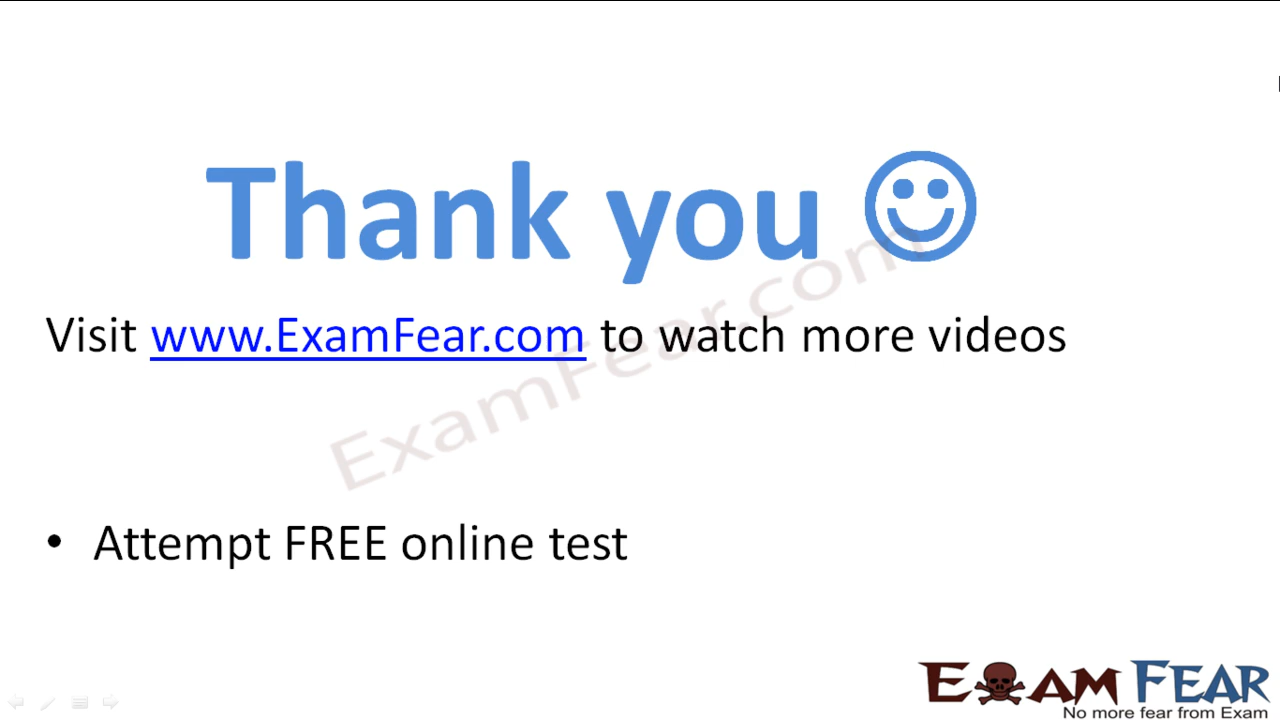 Thank you
Visit www.ExamFear.com to watch more videos
ExamFear.com
• Attempt FREE online test
EXAM FEAR
No more fear from Exam